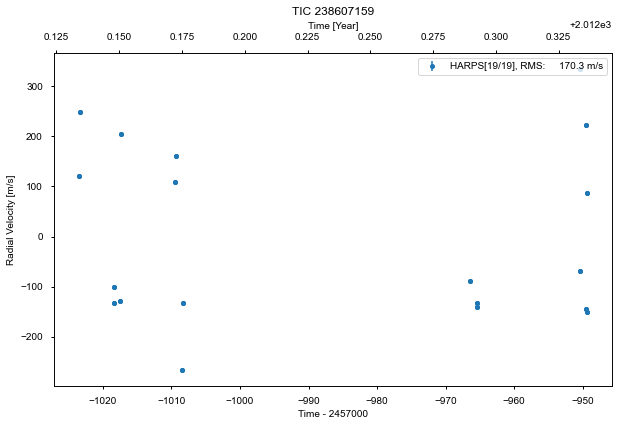 TIC 238607159
Time [Year]
+2.012e3
0.125 0.150 0.175 0.200 0.225 0.250 0.275 0.300 0.325
HARPS[19/19], RMS: 170.3 m/s
300
200
100
0
−100
−200
Radial Velocity [m/s]
−1020 −1010 −1000 −990 −980 −970 −960 −950
Time - 2457000